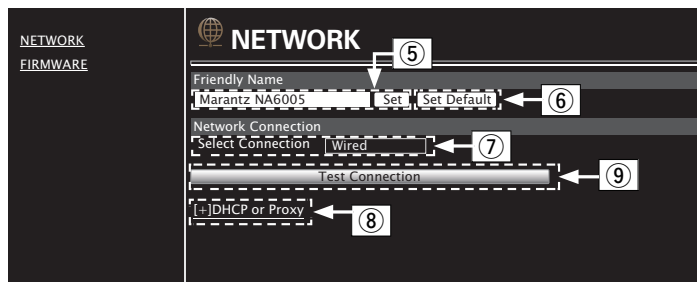 NETWORK
FIRMWARE
NETWORK
⑤
Friendly Name
Marantz NA6005 Set Set Default ⑥
Network Connection
Select Connection Wired ⑦
Test Connection ⑨
[+]DHCP or Proxy ⑧